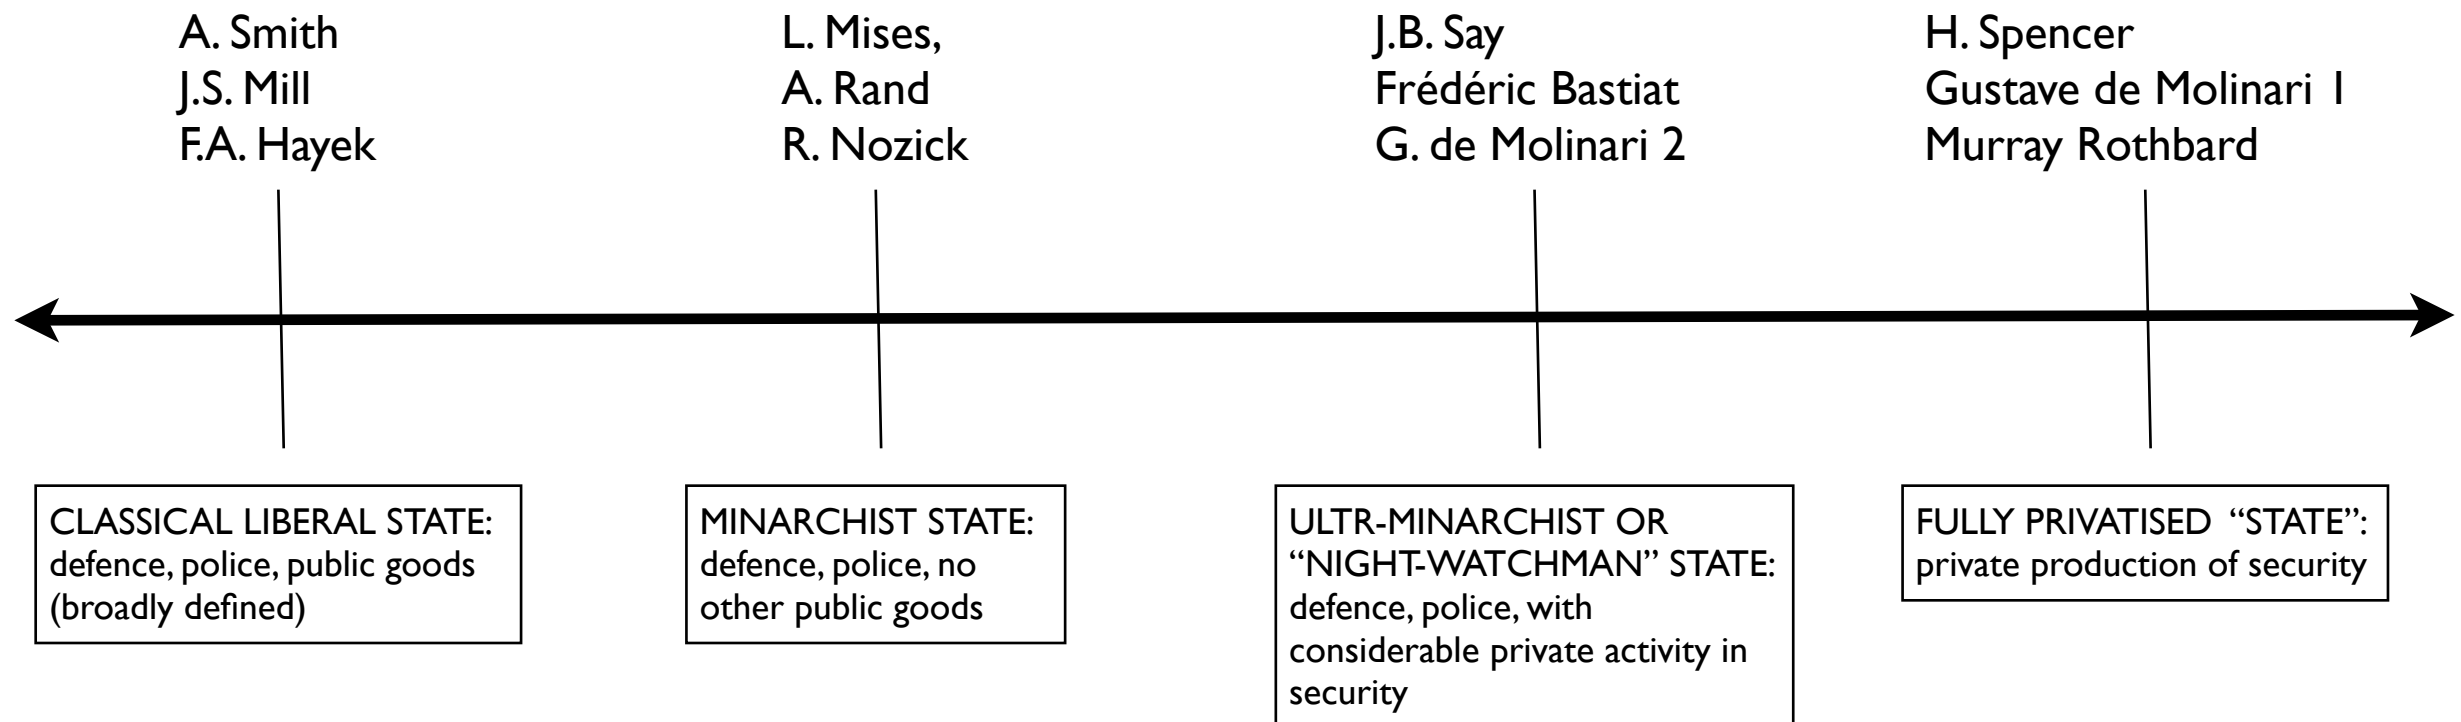 A. Smith
J.S. Mill
F.A. Hayek
L. Mises,
A. Rand
R. Nozick
J.B. Say
Frédéric Bastiat
G. de Molinari 2
H. Spencer
Gustave de Molinari 1
Murray Rothbard
CLASSICAL LIBERAL STATE:
defence, police, public goods
(broadly defined)
MINARCHIST STATE:
defence, police, no
other public goods
ULTR-MINARCHIST OR
“NIGHT-WATCHMAN” STATE:
defence, police, with
considerable private activity in
security
FULLY PRIVATISED “STATE”:
private production of security